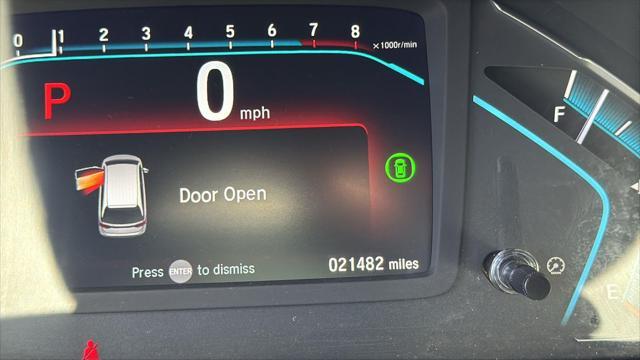 0 1 2 3 4 5 6 7 8 ×1000r/min
P 0 mph
F
Door Open
Press ENTER to dismiss
021482 miles
E